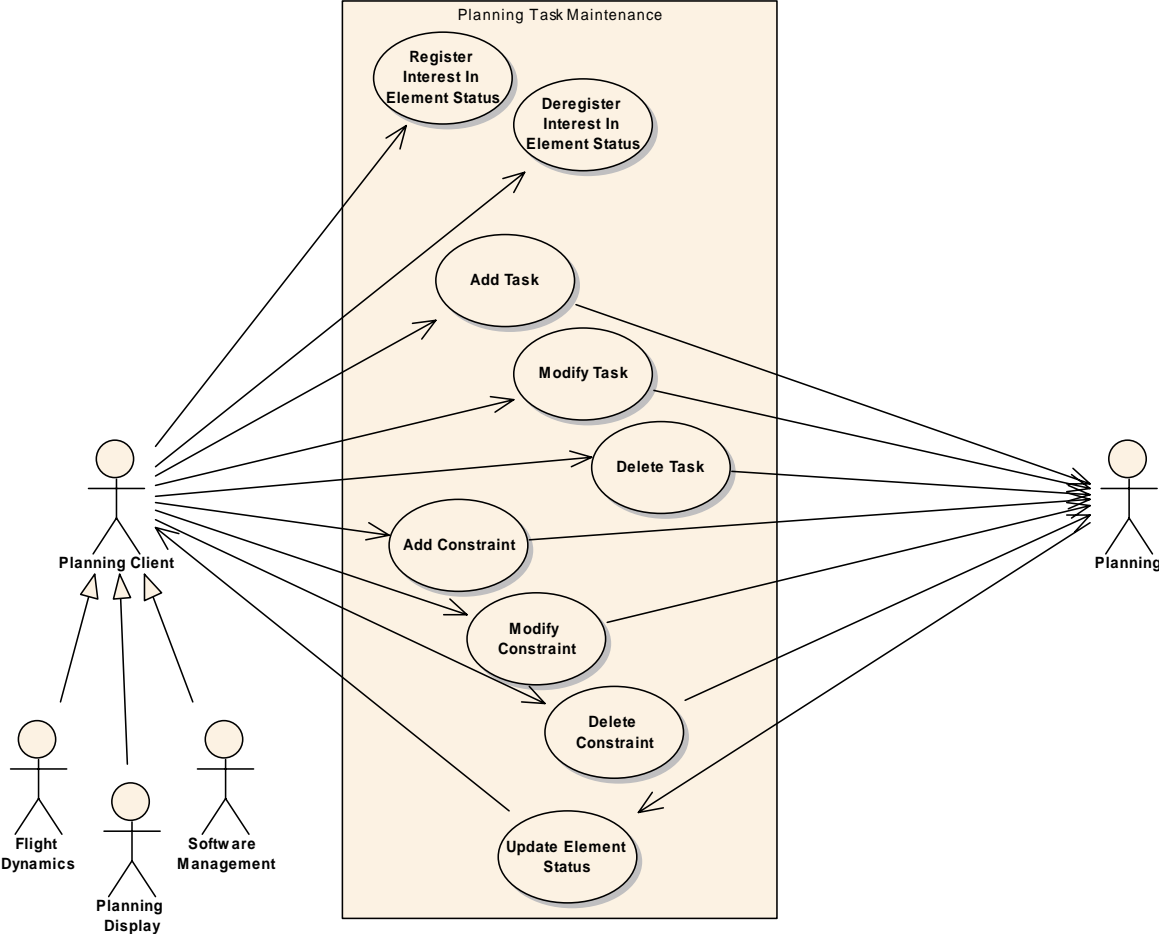 Planning Task Maintenance
Register
Interest In
Element Status
Deregister
Interest In
Element Status
Add Task
Modify Task
Delete Task
Planning Client
Planning
Add Constraint
Modify
Constraint
Delete
Constraint
Flight
Dynamics
Software
Management
Planning
Display
Update Element
Status